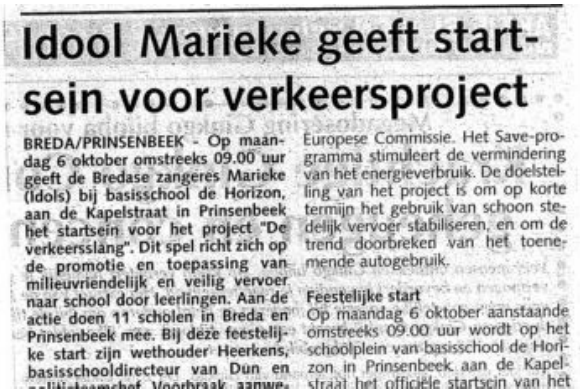 Idool Marieke geeft start-
sein voor verkeersproject
BREDA/PRINSENBEEK - Op maan-
dag 6 oktober omstreeks 09.00 uur
geeft de Bredase zangeres Marieke
(Idols) bij basisschool de Horizon,
aan de Kapelstraat in Prinsenbeek
het startsein voor het project "De
verkeersslang". Dit spel richt zich op
de promotie en toepassing van
milieuvriendelijk en veilig vervoer
naar school door leerlingen. Aan de
actie doen 11 scholen in Breda en
Prinsenbeek mee. Bij deze feestelij-
ke start zijn wethouder Heerkens,
basisschooldirecteur van Dun en
politieteamchef Voorbraak aanwe-
Europese Commissie. Het Save-pro-
gramma stimuleert de vermindering
van het energieverbruik. De doelstel-
ling van het project is om op korte
termijn het gebruik van schoon ste-
delijk vervoer stabiliseren, en om de
trend doorbreken van het toene-
mende autogebruik.
Feestelijke start
Op maandag 6 oktober aanstaande
omstreeks 09.00 uur wordt op het
schoolplein van basisschool de Hori-
zon in Prinsenbeek aan de Kapel-
straat het officiële startsein van het